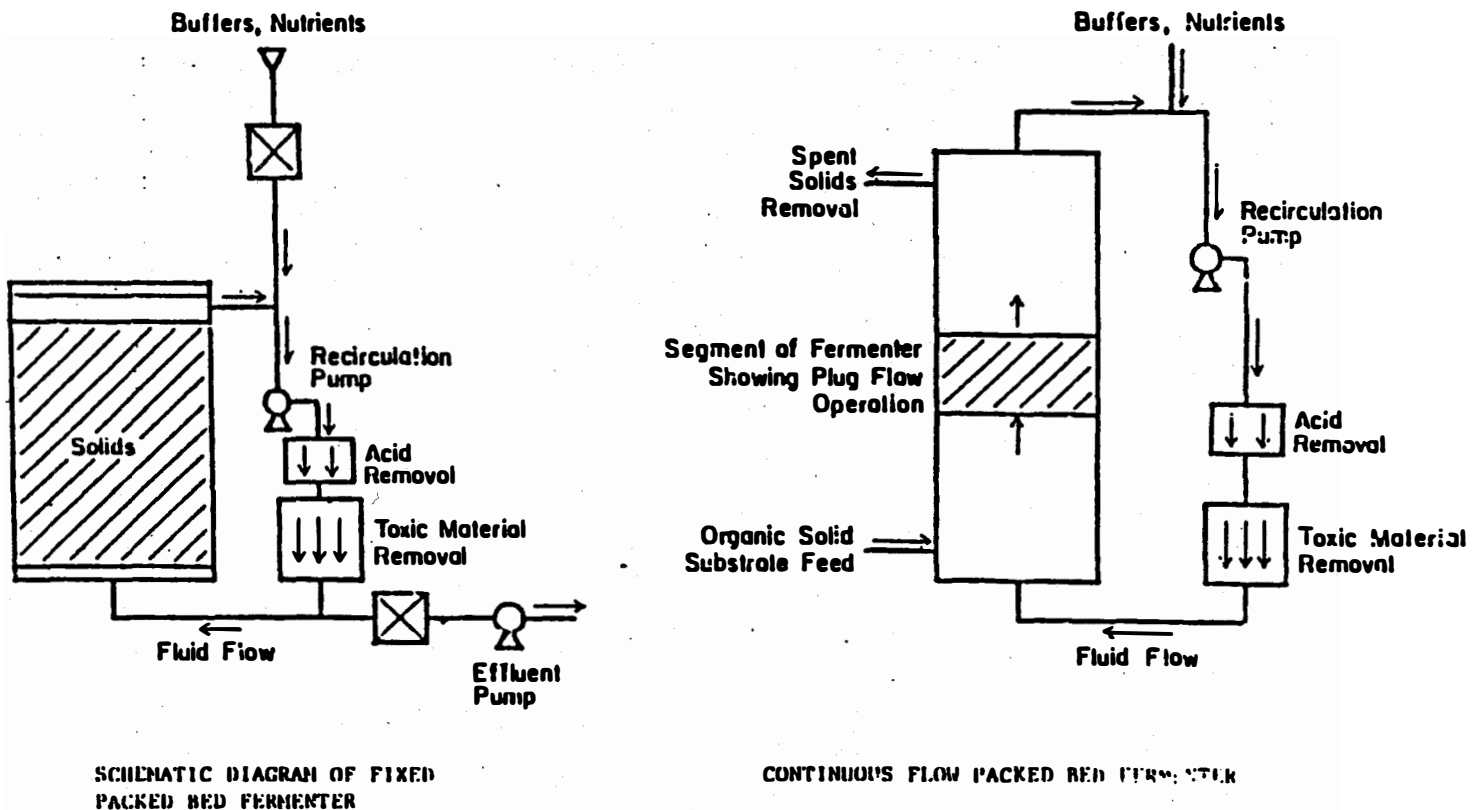 Buffers, Nutrients
Recirculation
Pump
Solids
Acid
Removol
Toxic Material
Removal
Fluid Flow
Effluent
Pump
SCHEMATIC DIAGRAM OF FIXED
PACKED BED FERMENTER
Buffers, Nutrients
Spent
Solids
Removal
Recirculation
Pump
Segment of Fermenter
Showing Plug Flow
Operation
Acid
Removal
Organic Solid
Substrate Feed
Toxic Material
Removal
Fluid Flow
CONTINUOUS FLOW PACKED BED